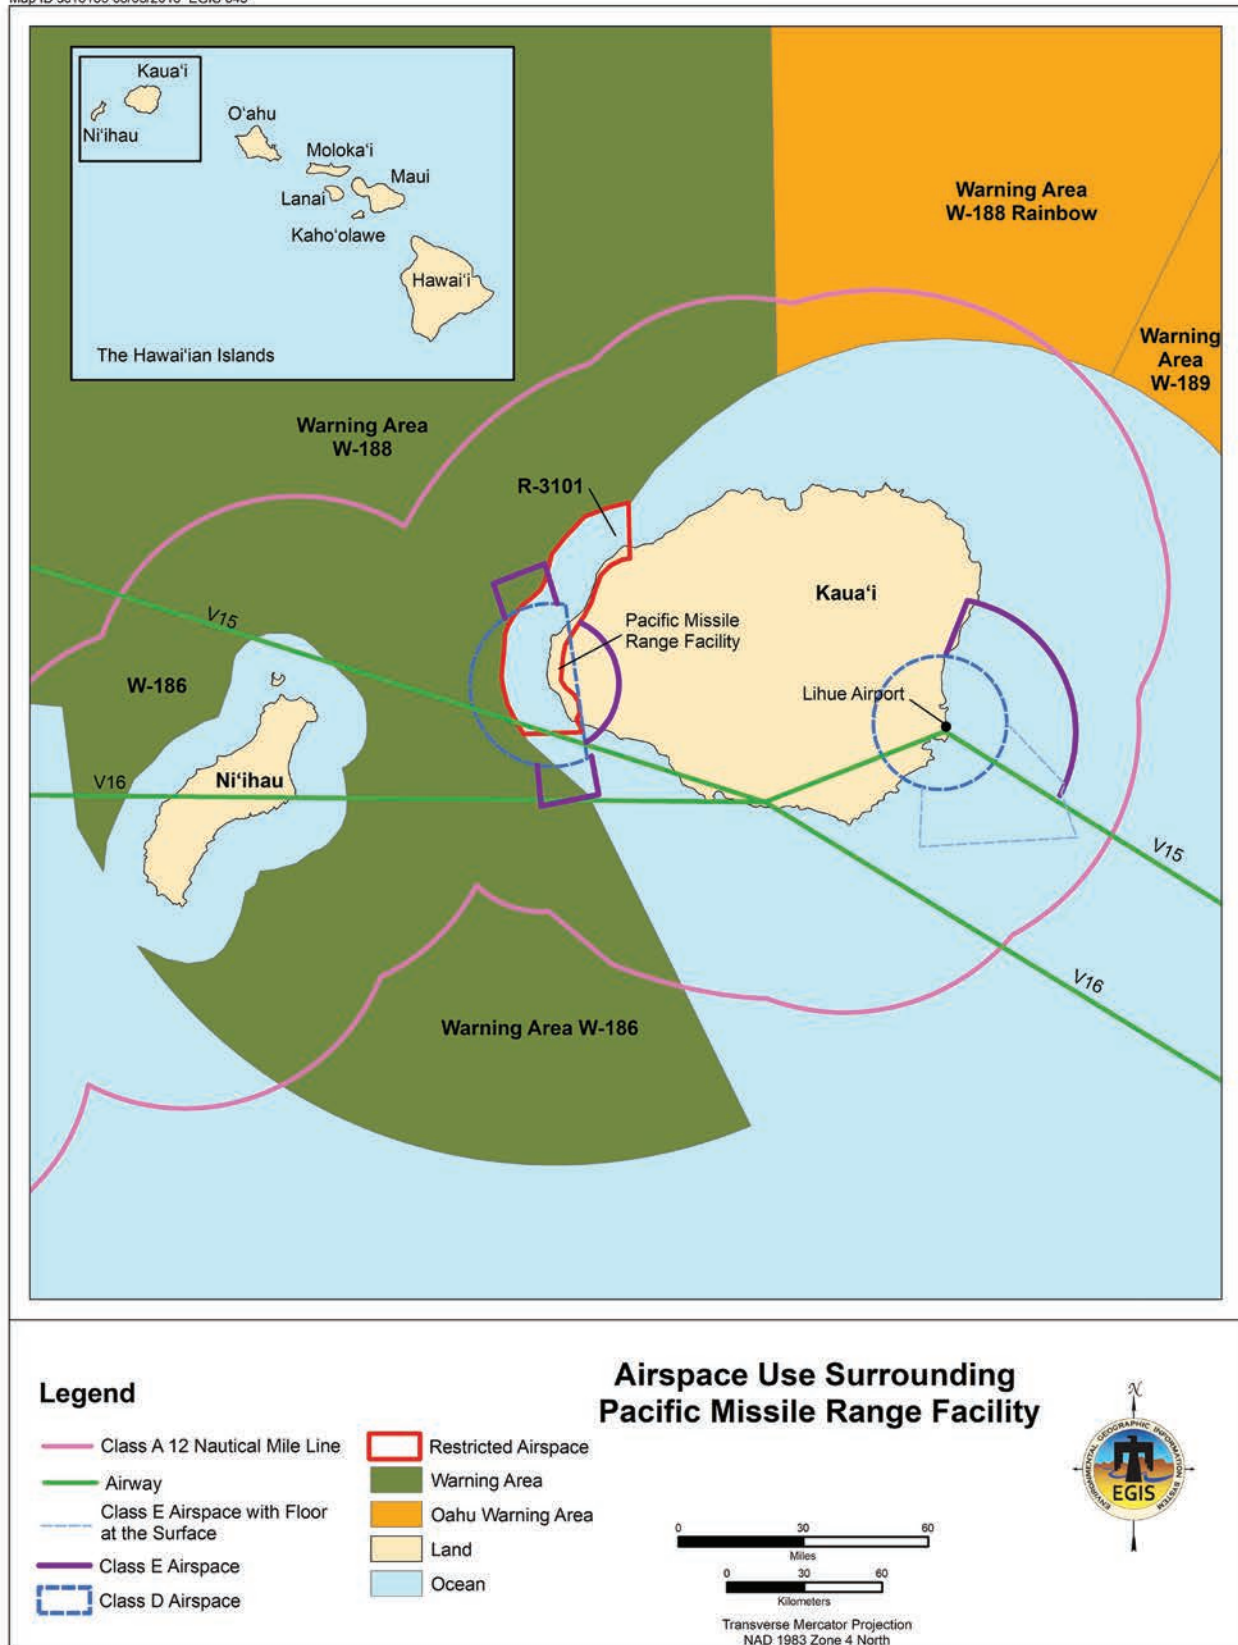 Kaua‘i
Ni‘ihau
O‘ahu
Moloka‘i
Maui
Lanai
Kaho‘olawe
Hawai‘i
The Hawai‘ian Islands
Warning Area
W-188 Rainbow
Warning
Area
W-189
Warning Area
W-188
R-3101
Kaua‘i
Pacific Missile
Range Facility
V15
W-186
Lihue Airport
Ni‘ihau
V16
V15
V16
Warning Area W-186
Legend
Class A 12 Nautical Mile Line
Airway
Class E Airspace with Floor
at the Surface
Class E Airspace
Class D Airspace
Restricted Airspace
Warning Area
Oahu Warning Area
Land
Ocean
Airspace Use Surrounding
Pacific Missile Range Facility
0 30 60
Miles
0 30 60
Kilometers
Transverse Mercator Projection
NAD 1983 Zone 4 North
N
ENVIRONMENTAL GEOGRAPHIC INFORMATION SYSTEM
EGIS